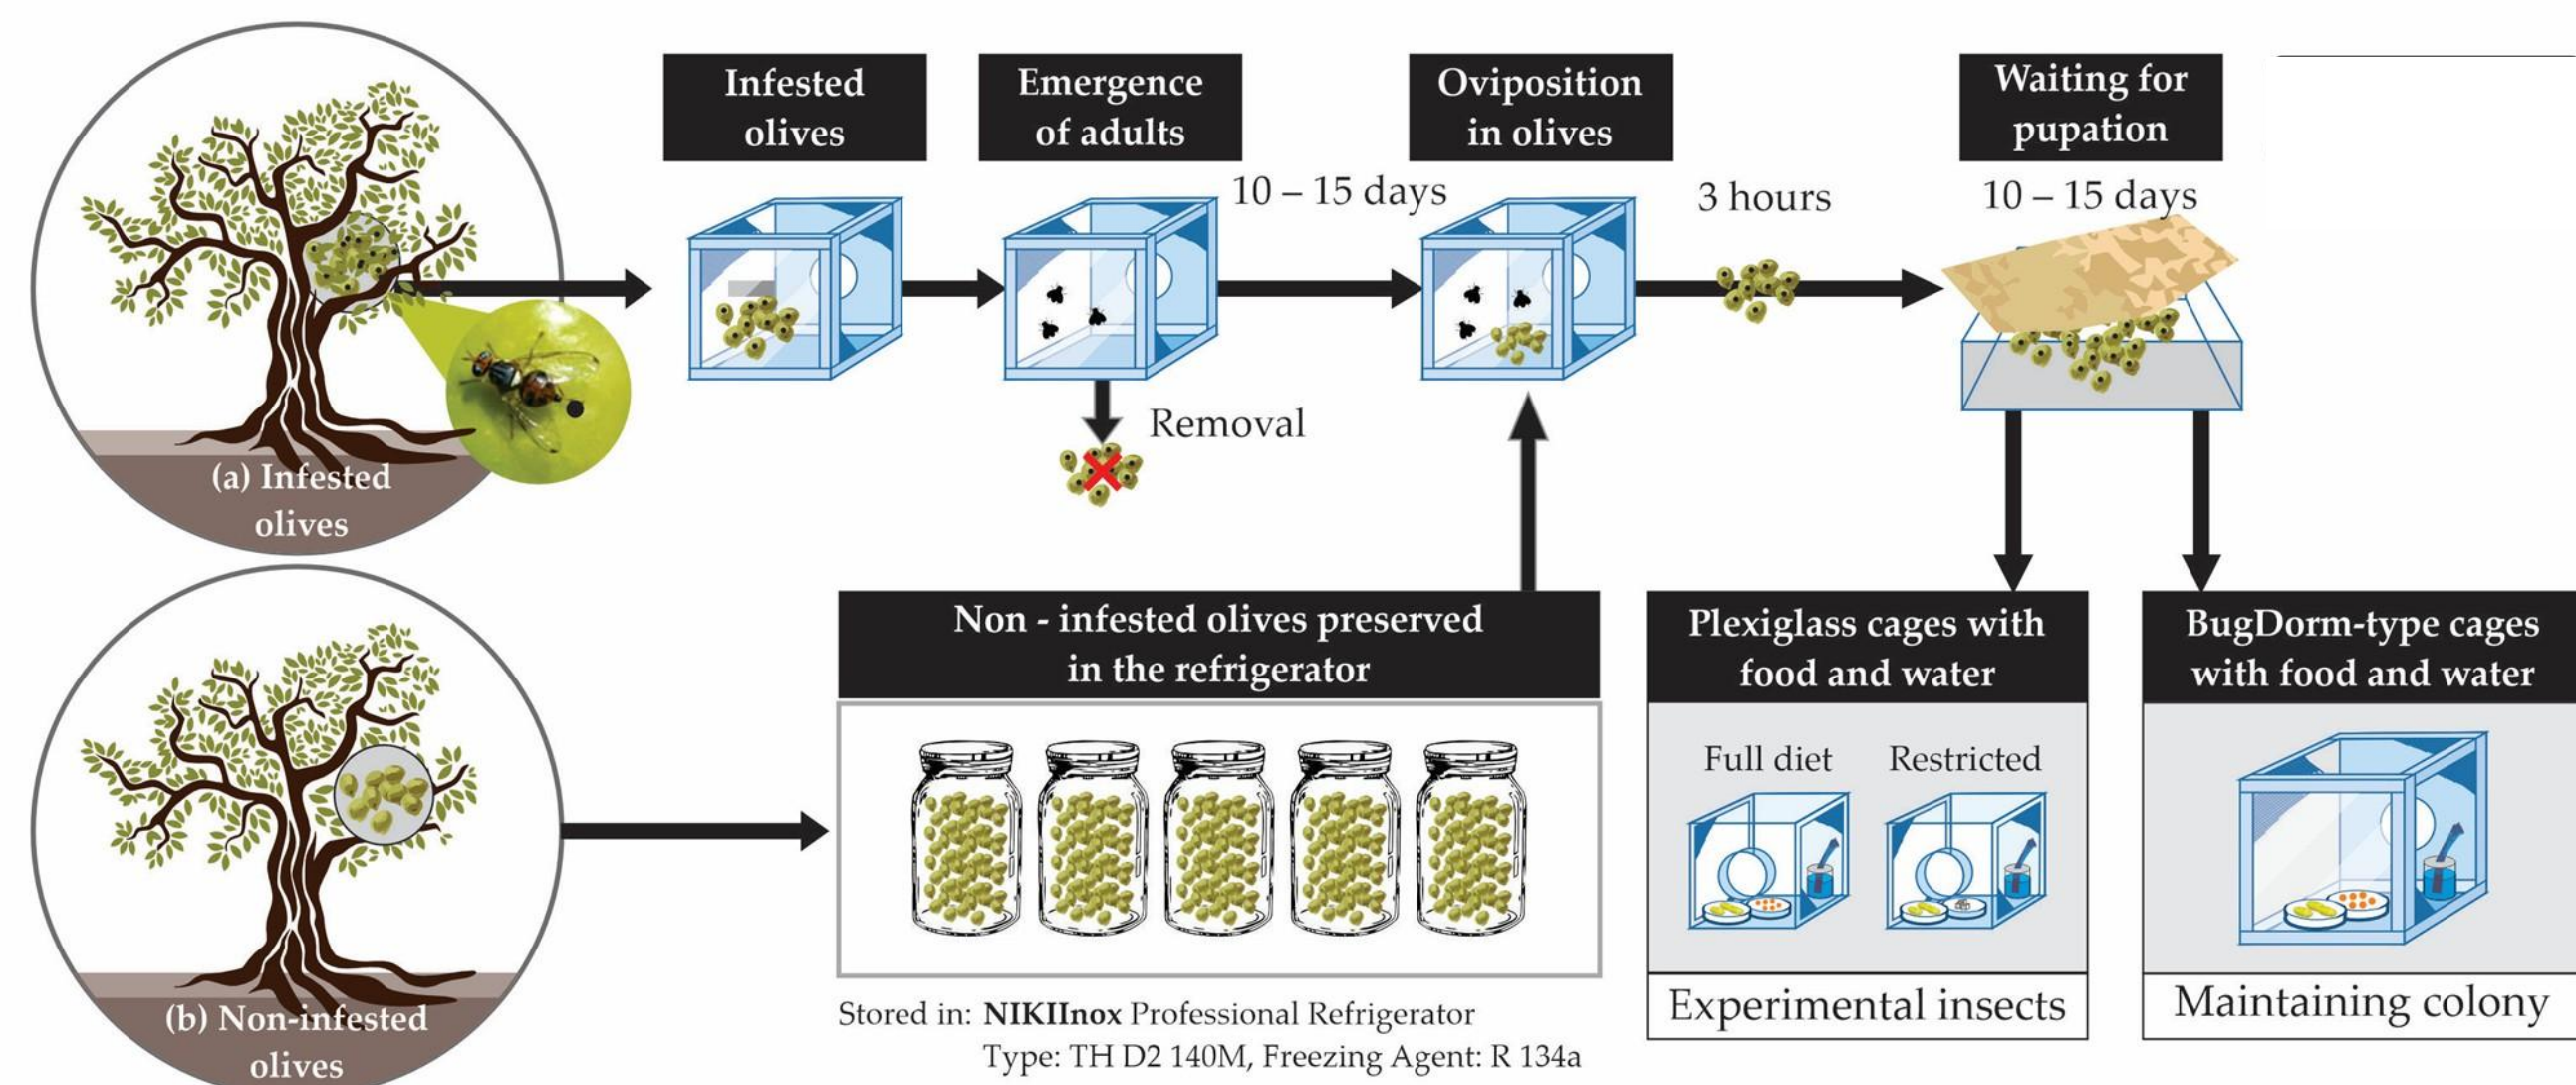 Infested
olives
Emergence
of adults
Oviposition
in olives
Waiting for
pupation
10 – 15 days
3 hours
10 – 15 days
Removal
(a) Infested
olives
Non - infested olives preserved
in the refrigerator
Plexiglass cages with
food and water
BugDorm-type cages
with food and water
Full diet
Restricted
Experimental insects
Maintaining colony
(b) Non-infested
olives
Stored in: NIKIInox Professional Refrigerator
Type: TH D2 140M, Freezing Agent: R 134a